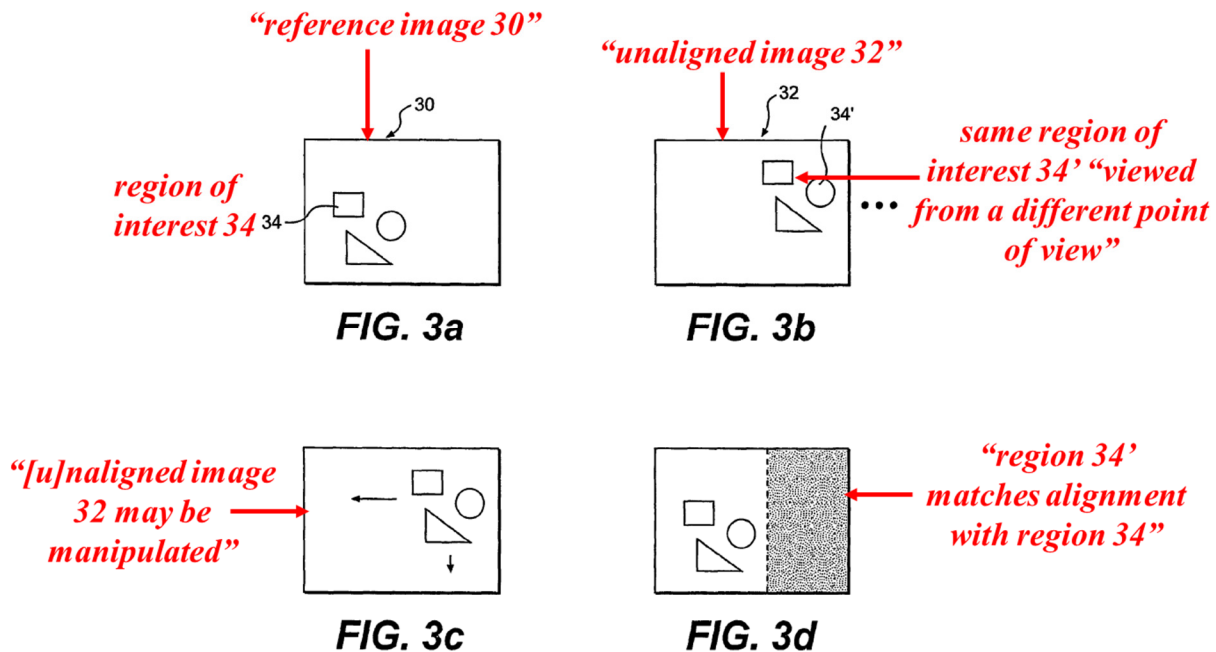 “reference image 30”
30
region of
interest 34
34
FIG. 3a
“unaligned image 32”
32
34'
same region of
interest 34’ “viewed
from a different point
of view”
•••
FIG. 3b
“[u]naligned image
32 may be
manipulated”
FIG. 3c
“region 34’
matches alignment
with region 34”
FIG. 3d